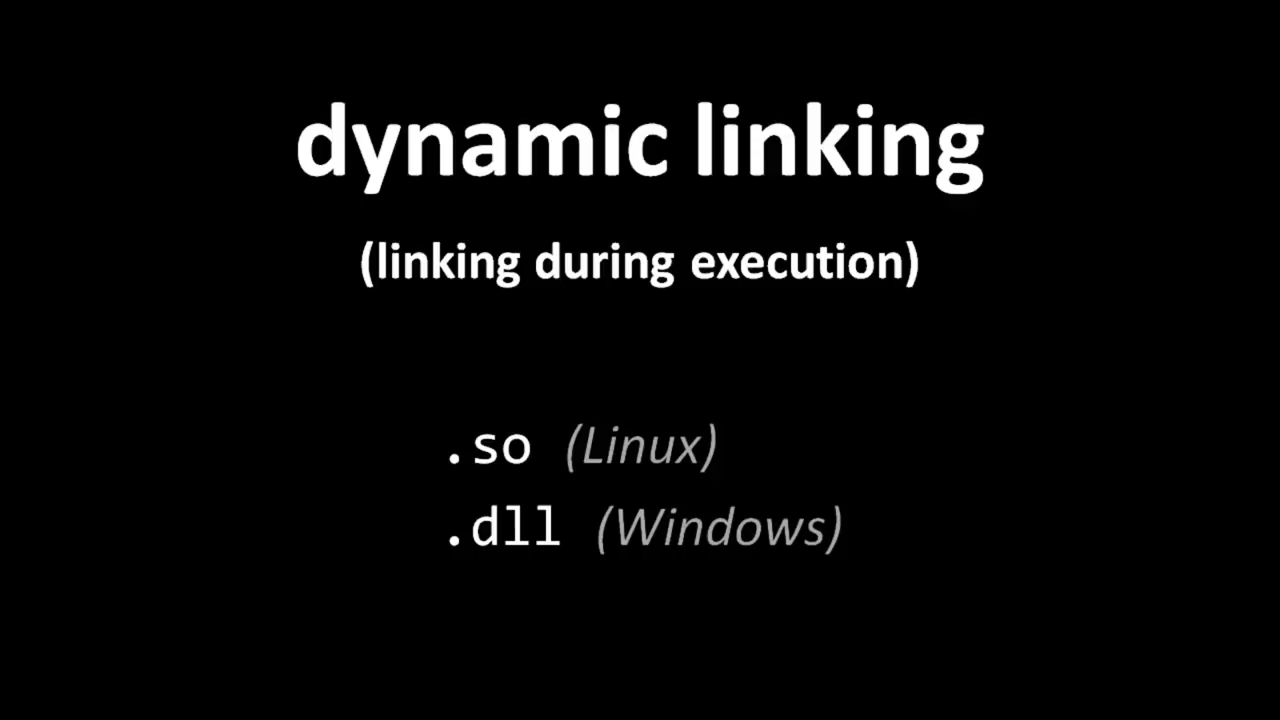 dynamic linking
(linking during execution)
.so (Linux)
.dll (Windows)